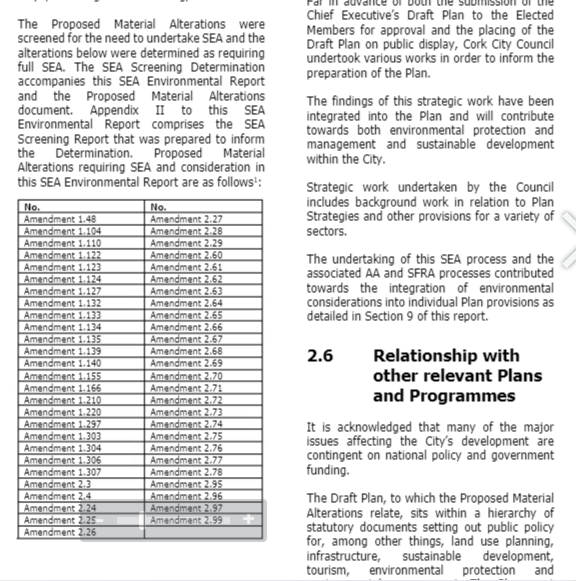 The Proposed Material Alterations were
screened for the need to undertake SEA and the
alterations below were determined as requiring
full SEA. The SEA Screening Determination
accompanies this SEA Environmental Report
and the Proposed Material Alterations
document. Appendix II to this SEA
Environmental Report comprises the SEA
Screening Report that was prepared to inform
the Determination. Proposed Material
Alterations requiring SEA and consideration in
this SEA Environmental Report are as follows¹:
No. No.
Amendment 1.48 Amendment 2.27
Amendment 1.104 Amendment 2.28
Amendment 1.110 Amendment 2.29
Amendment 1.122 Amendment 2.60
Amendment 1.123 Amendment 2.61
Amendment 1.124 Amendment 2.62
Amendment 1.127 Amendment 2.63
Amendment 1.132 Amendment 2.64
Amendment 1.133 Amendment 2.65
Amendment 1.134 Amendment 2.66
Amendment 1.135 Amendment 2.67
Amendment 1.139 Amendment 2.68
Amendment 1.140 Amendment 2.69
Amendment 1.155 Amendment 2.70
Amendment 1.166 Amendment 2.71
Amendment 1.210 Amendment 2.72
Amendment 1.220 Amendment 2.73
Amendment 1.297 Amendment 2.74
Amendment 1.303 Amendment 2.75
Amendment 1.304 Amendment 2.76
Amendment 1.306 Amendment 2.77
Amendment 1.307 Amendment 2.78
Amendment 2.3 Amendment 2.95
Amendment 2.4 Amendment 2.96
Amendment 2.24 Amendment 2.97
Amendment 2.25 Amendment 2.99
Amendment 2.26
Far in advance of both the submission of the
Chief Executive's Draft Plan to the Elected
Members for approval and the placing of the
Draft Plan on public display, Cork City Council
undertook various works in order to inform the
preparation of the Plan.
The findings of this strategic work have been
integrated into the Plan and will contribute
towards both environmental protection and
management and sustainable development
within the City.
Strategic work undertaken by the Council
includes background work in relation to Plan
Strategies and other provisions for a variety of
sectors.
The undertaking of this SEA process and the
associated AA and SFRA processes contributed
towards the integration of environmental
considerations into individual Plan provisions as
detailed in Section 9 of this report.
2.6 Relationship with
other relevant Plans
and Programmes
It is acknowledged that many of the major
issues affecting the City's development are
contingent on national policy and government
funding.
The Draft Plan, to which the Proposed Material
Alterations relate, sits within a hierarchy of
statutory documents setting out public policy
for, among other things, land use planning,
infrastructure, sustainable development,
tourism, environmental protection and